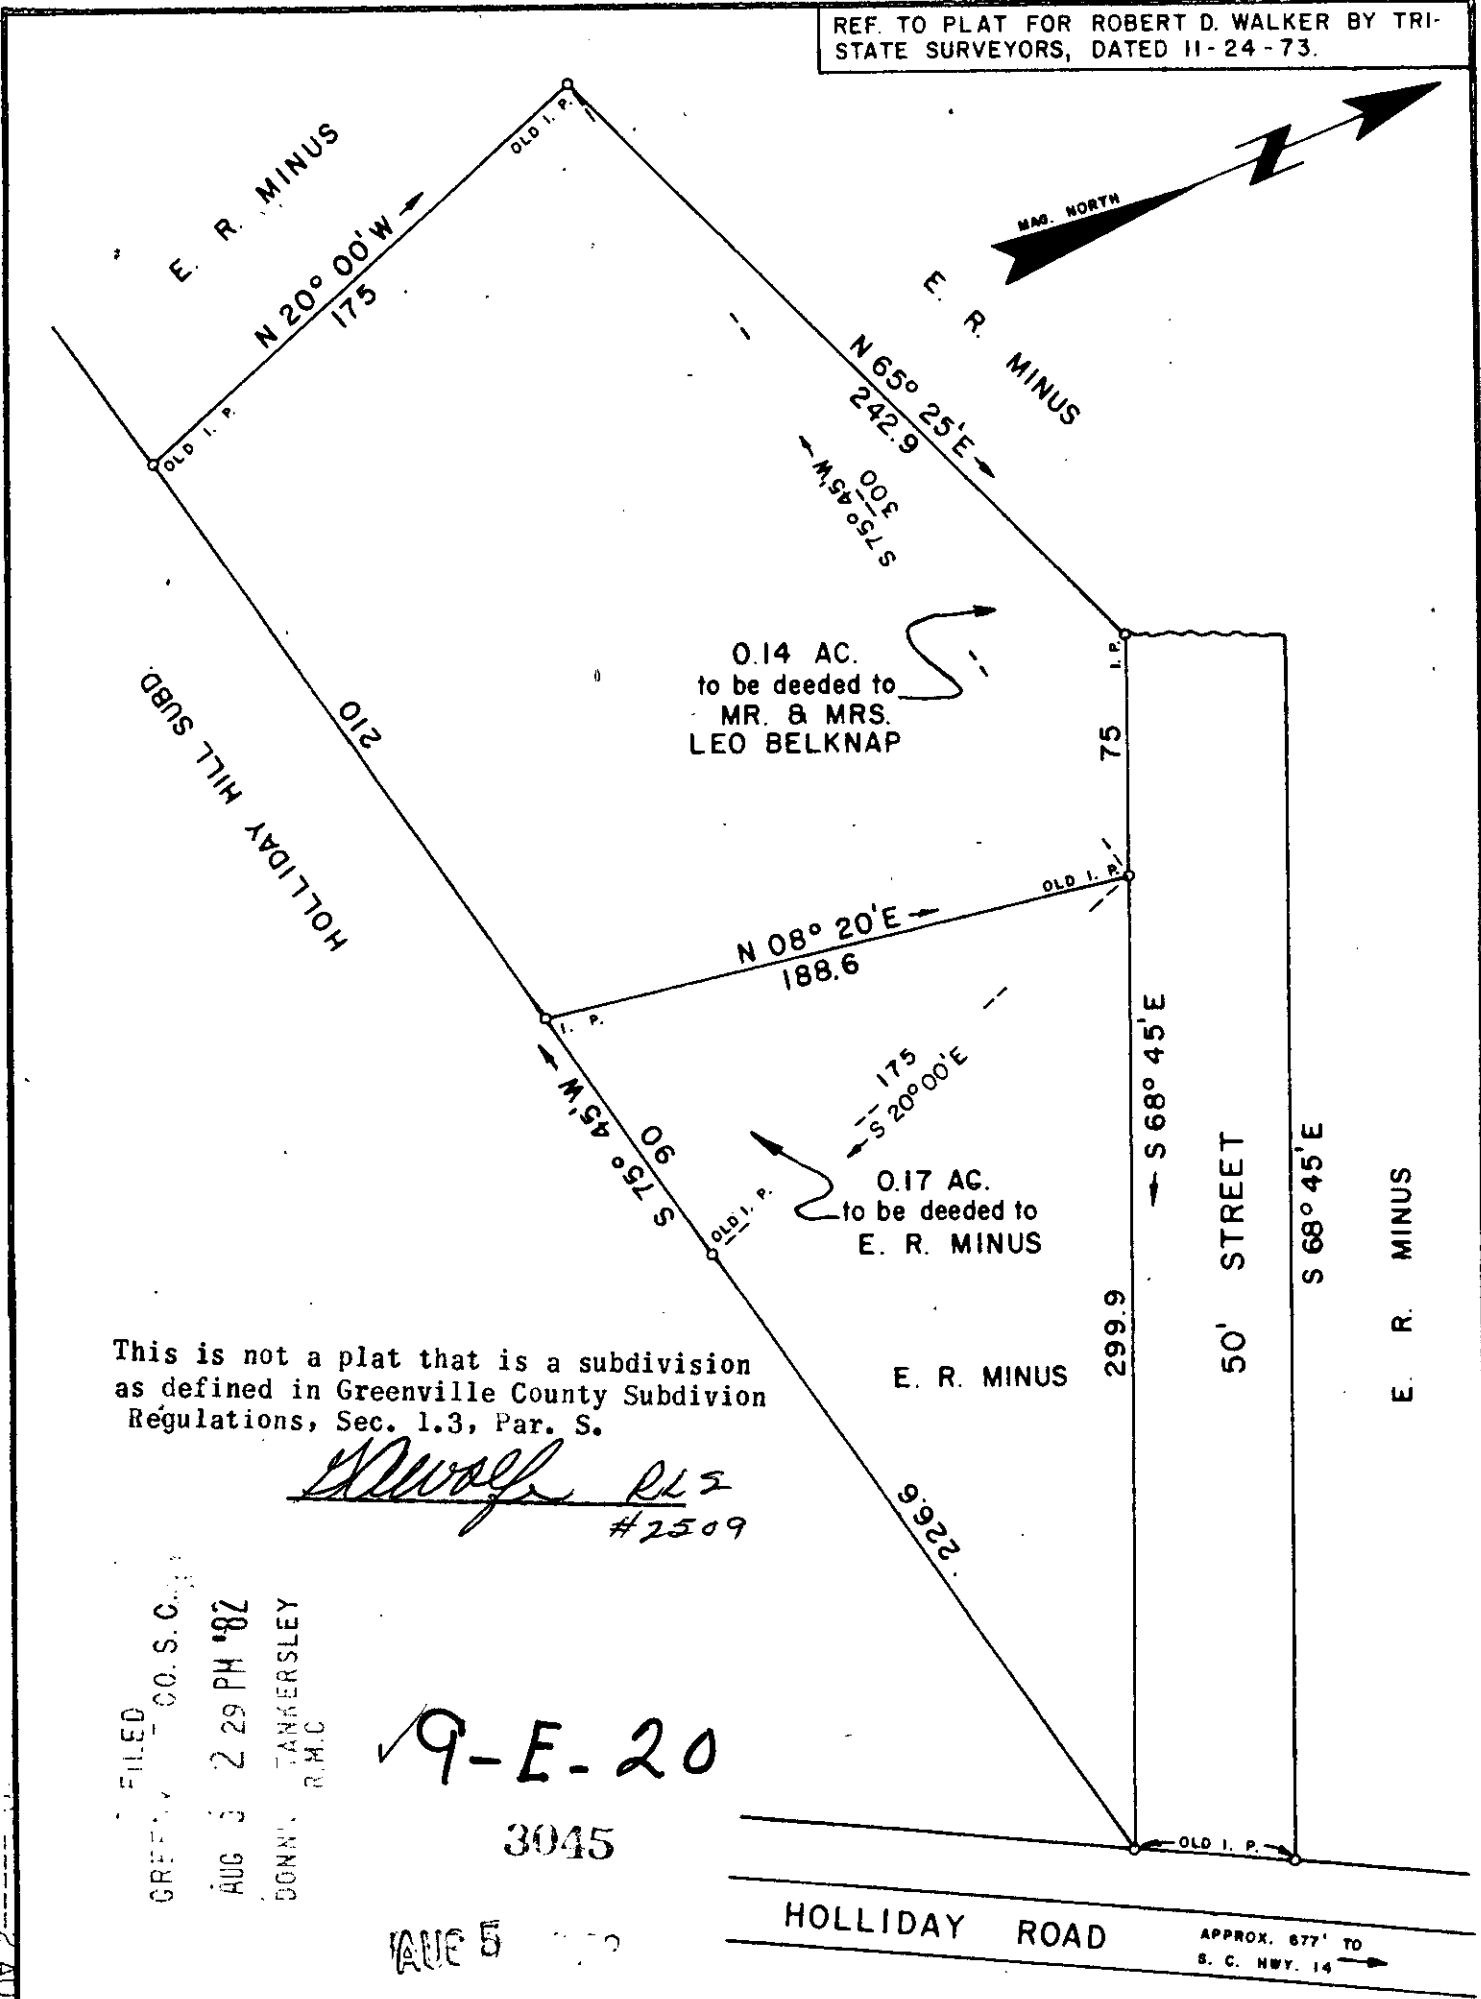 REF. TO PLAT FOR ROBERT D. WALKER BY TRI-
STATE SURVEYORS, DATED 11-24-73.
MAG. NORTH
N
E. R. MINUS
OLD I. P.
N 20° 00' W
175
OLD I. P.
E. R. MINUS
N 65° 25' E
242.9
S 75° 45' W
300
0.14 AC.
to be deeded to
MR. & MRS.
LEO BELKNAP
I. P.
75
210
HOLLIDAY HILL SUBD.
OLD I. P.
N 08° 20' E
188.6
I. P.
S 75° 45' W
90
175
S 20° 00' E
OLD I. P.
0.17 AC.
to be deeded to
E. R. MINUS
S 68° 45' E
299.9
50' STREET
S 68° 45' E
E. R. MINUS
E. R. MINUS
226.6
This is not a plat that is a subdivision
as defined in Greenville County Subdivion
Regulations, Sec. 1.3, Par. S.
RLS
#2509
FILED
CO. S. C.
AUG 2 29 PM '82
TANKERSLEY
R.M.C
9-E-20
3045
AUG 5
OLD I. P.
HOLLIDAY ROAD
APPROX. 677' TO
S. C. HWY. 14